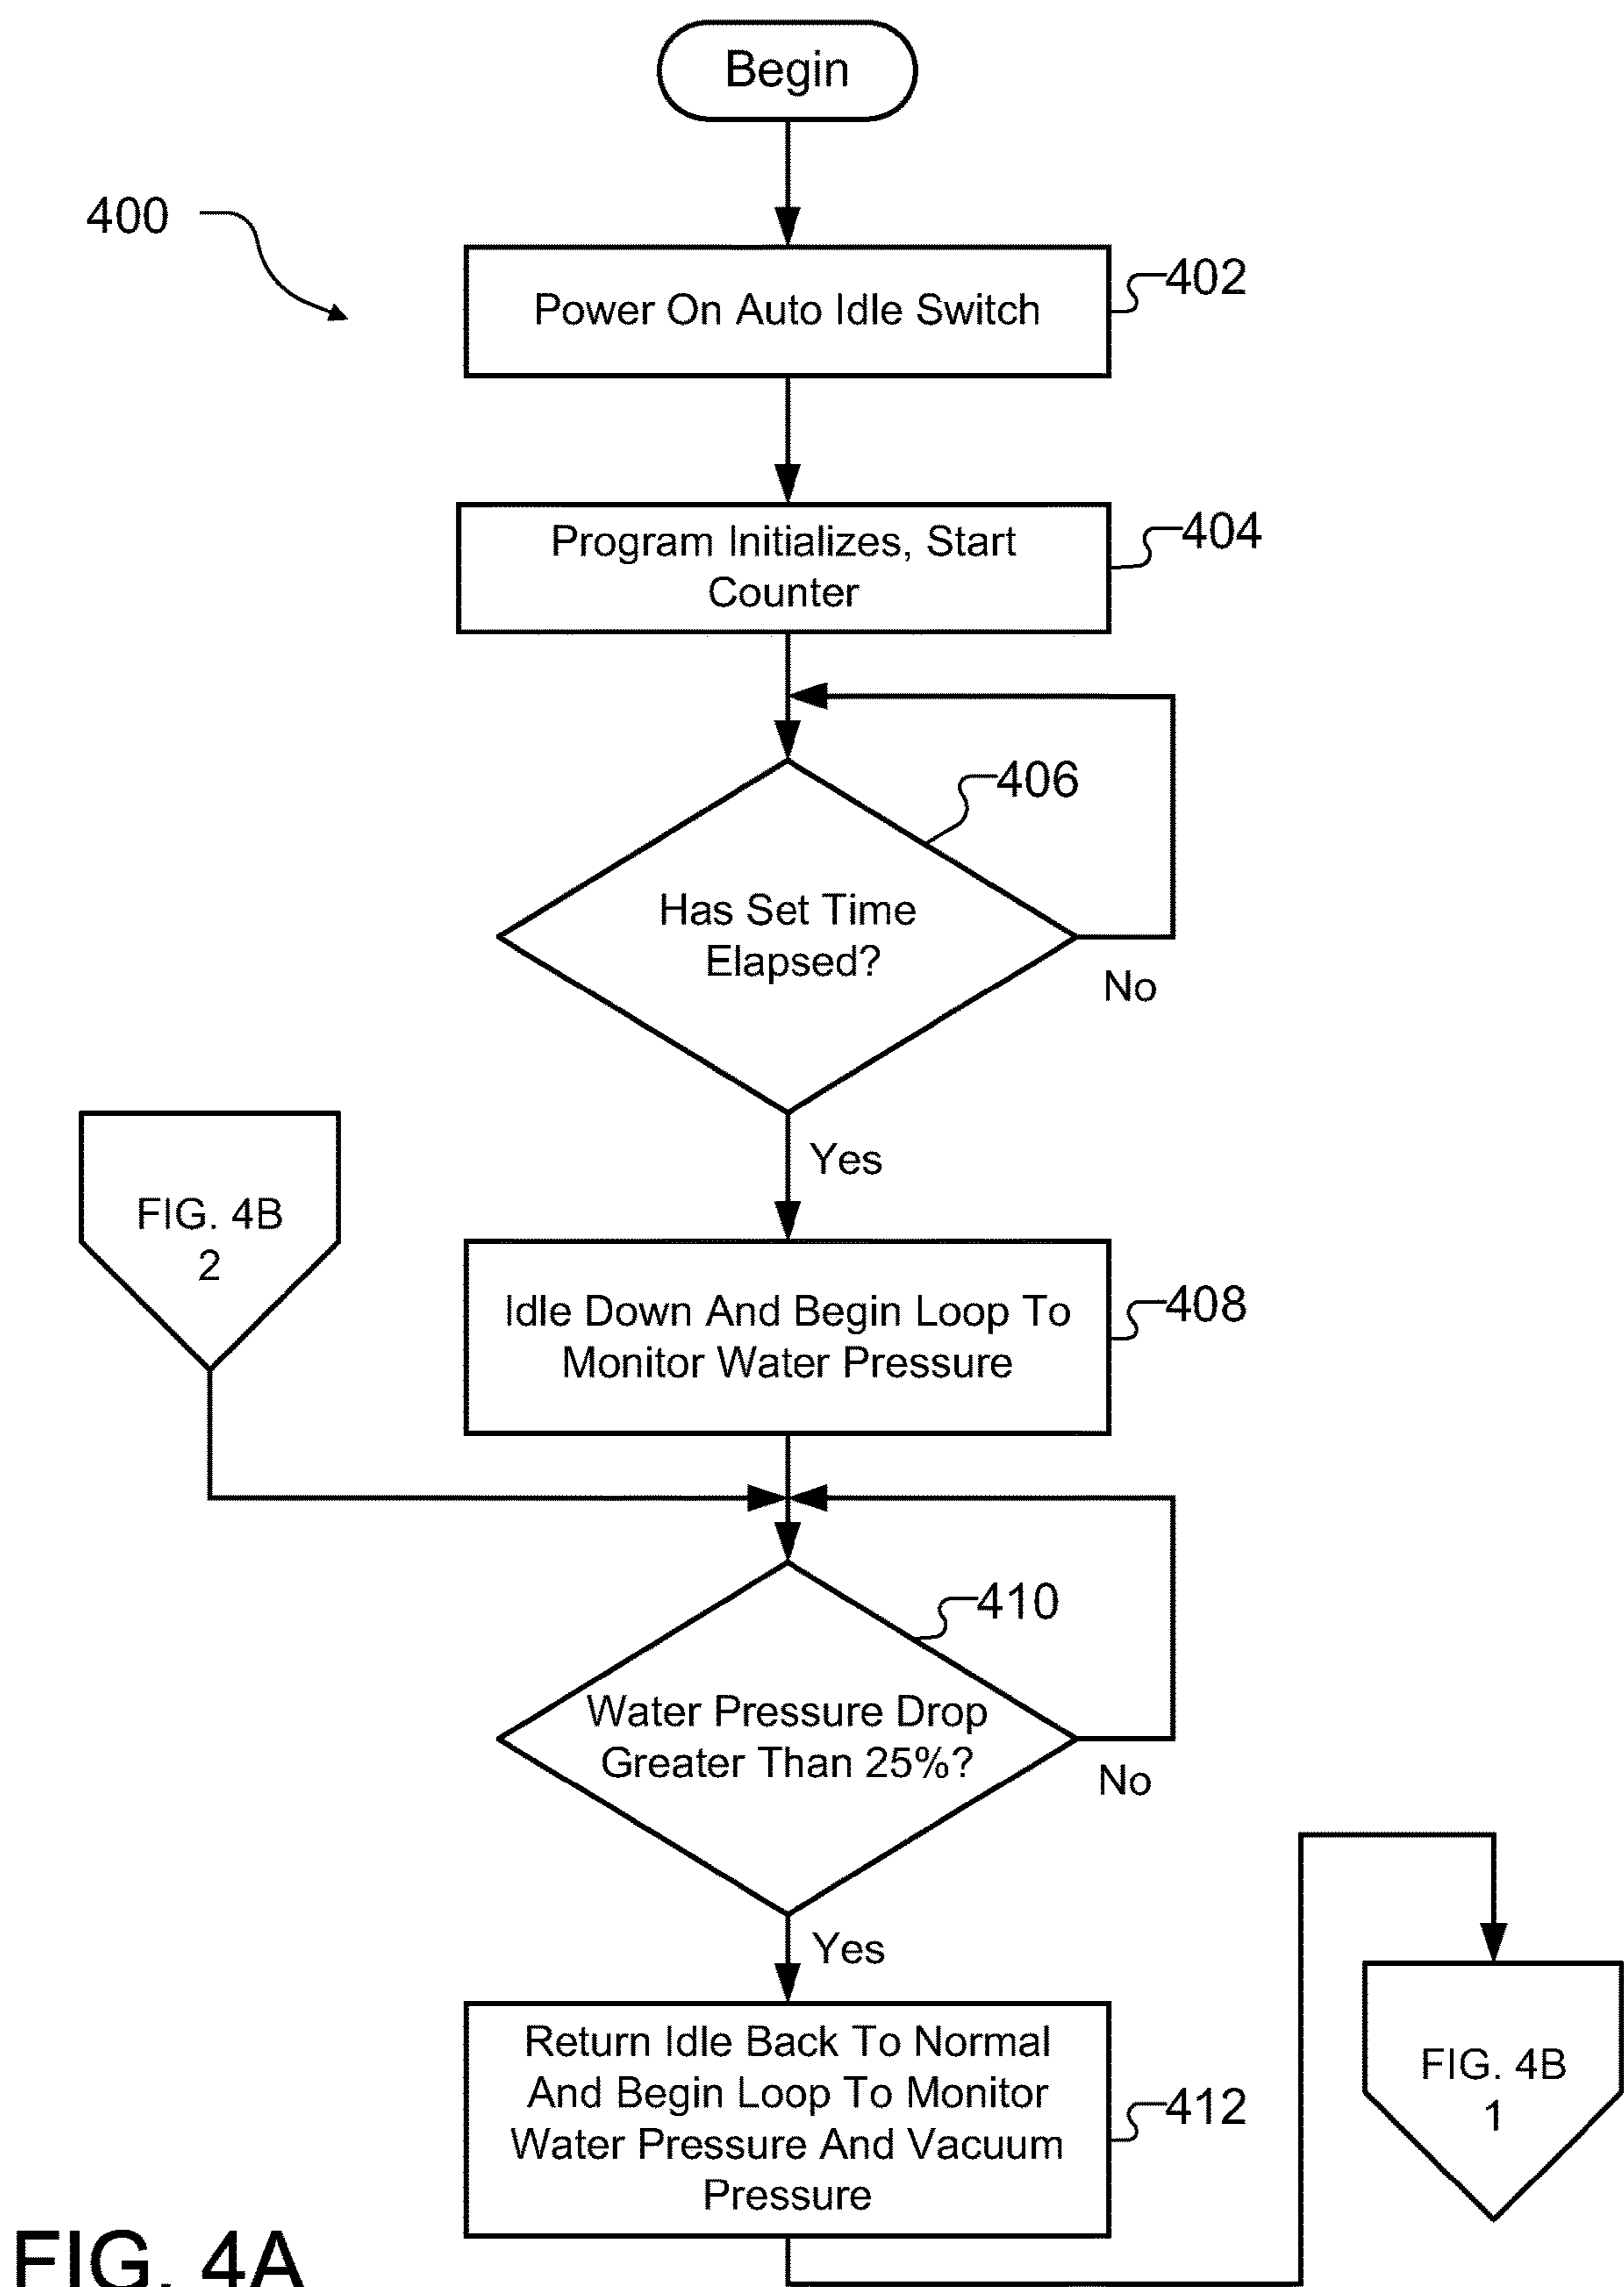 Begin
400
Power On Auto Idle Switch
402
Program Initializes, Start
Counter
404
406
Has Set Time
Elapsed?
No
Yes
FIG. 4B
2
Idle Down And Begin Loop To
Monitor Water Pressure
408
410
Water Pressure Drop
Greater Than 25%?
No
Yes
Return Idle Back To Normal
And Begin Loop To Monitor
Water Pressure And Vacuum
Pressure
412
FIG. 4B
1
FIG. 4A